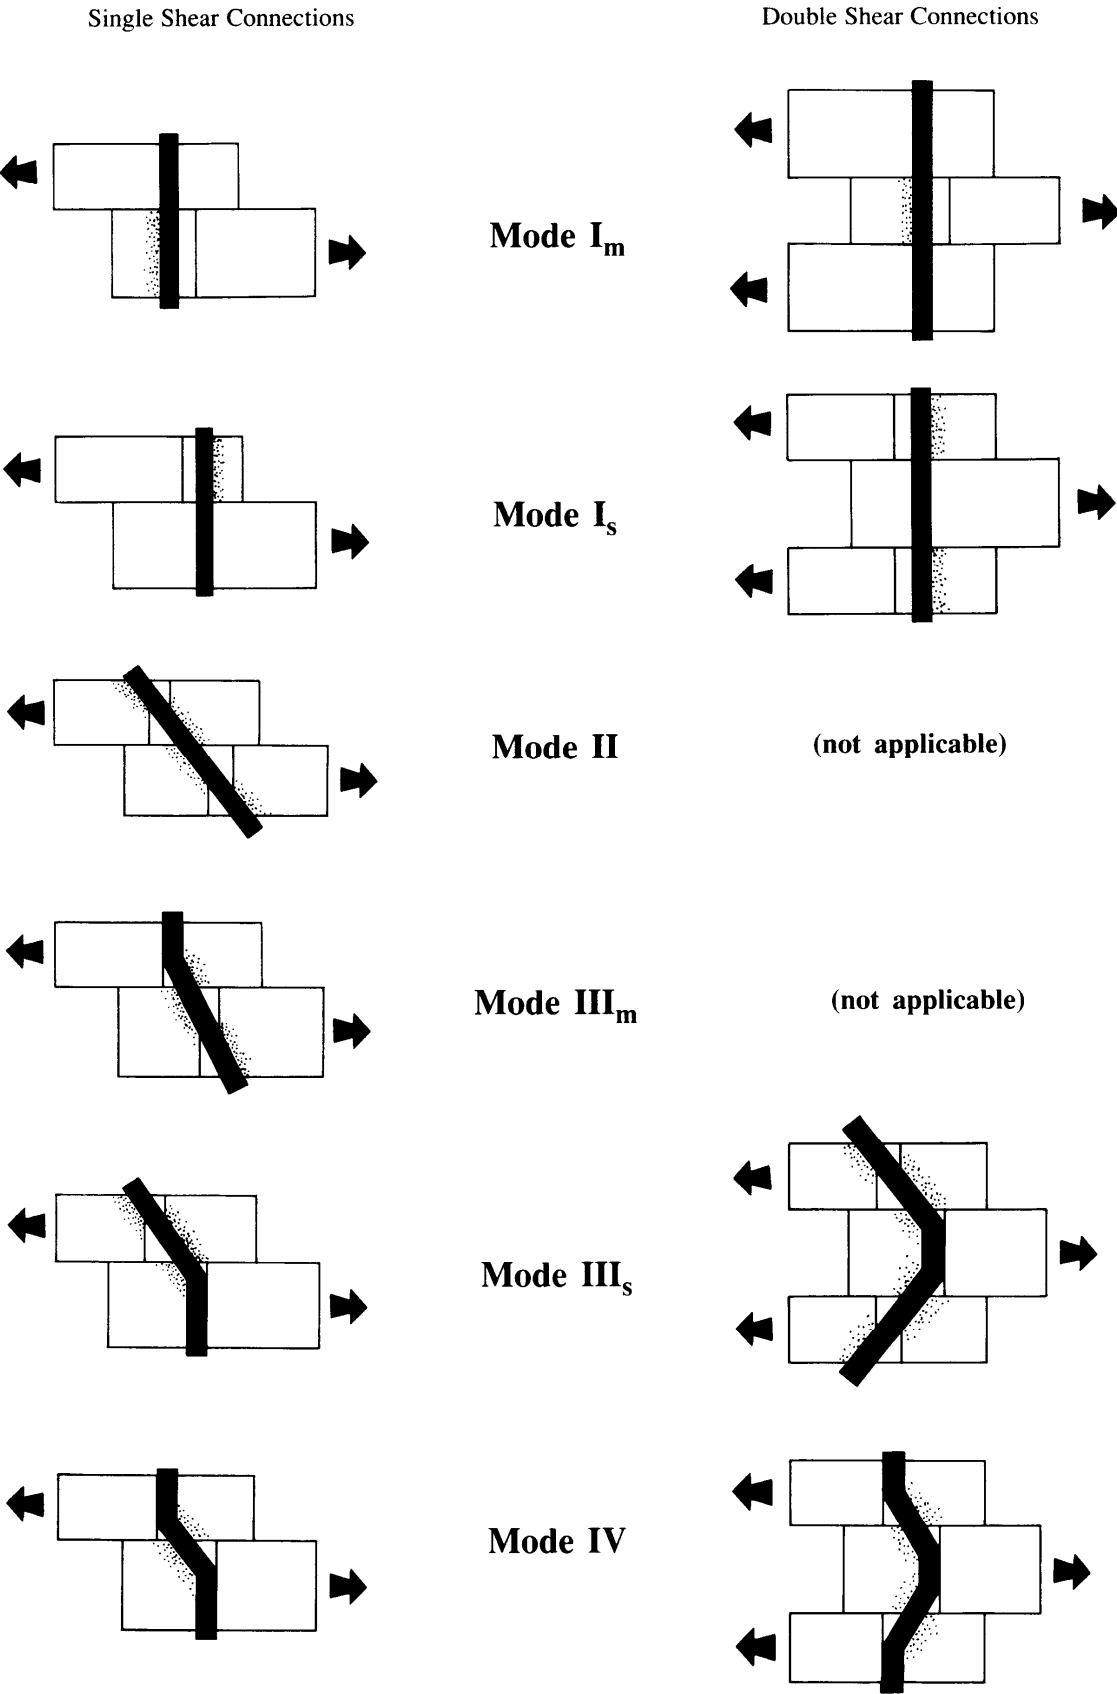 Single Shear Connections
Double Shear Connections
Mode Im
Mode Is
Mode II
(not applicable)
Mode IIIm
(not applicable)
Mode IIIs
Mode IV